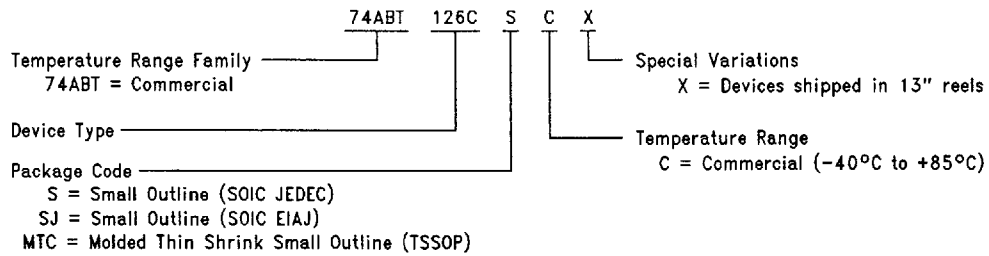 74ABT 126C S C X
Temperature Range Family
74ABT = Commercial
Device Type
Package Code
S = Small Outline (SOIC JEDEC)
SJ = Small Outline (SOIC EIAJ)
MTC = Molded Thin Shrink Small Outline (TSSOP)
Special Variations
X = Devices shipped in 13" reels
Temperature Range
C = Commercial (-40°C to +85°C)